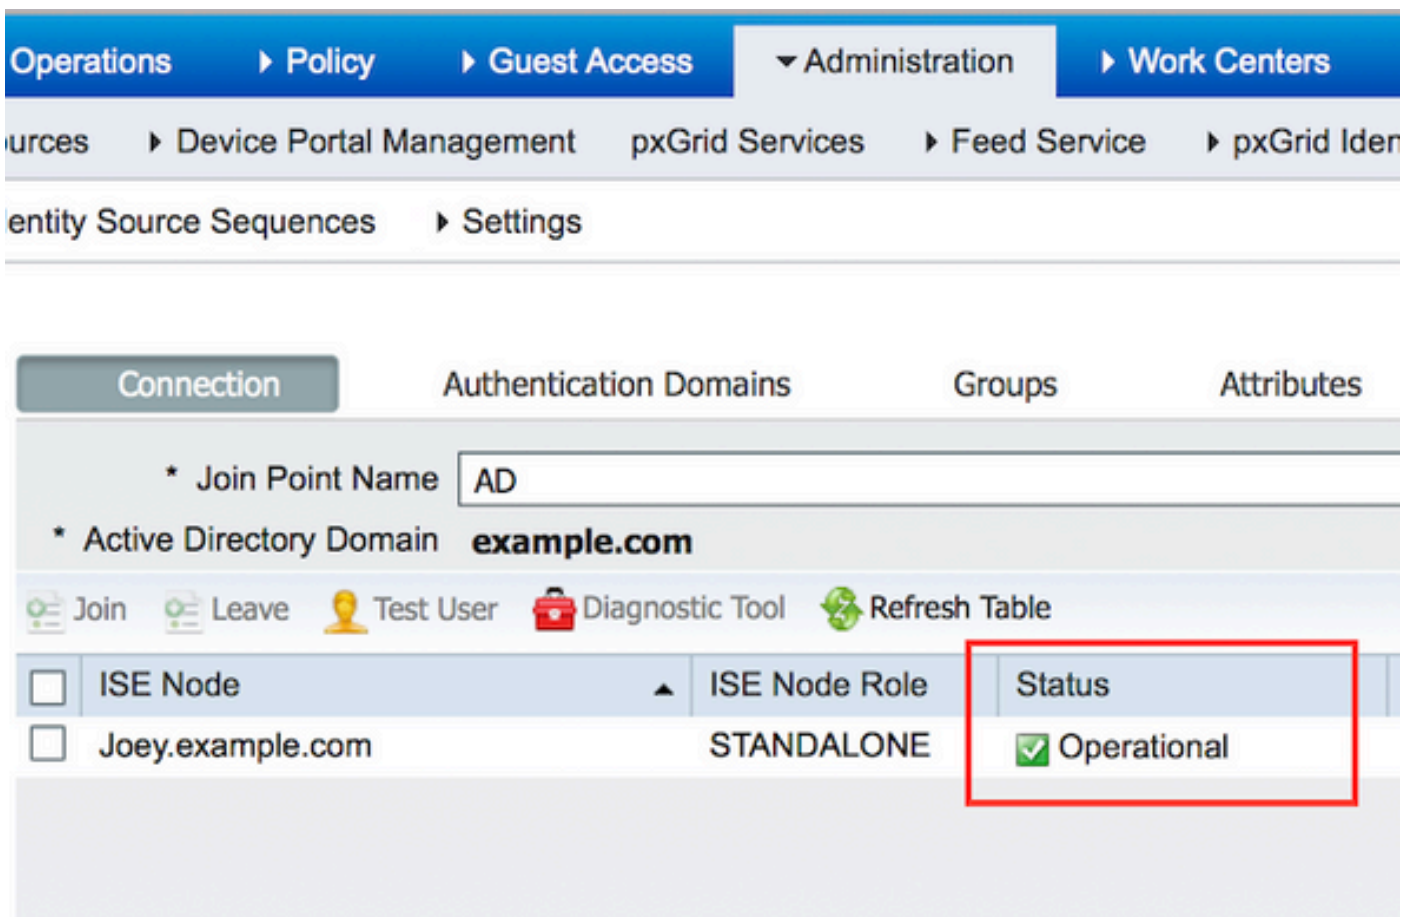 Operations Policy Guest Access Administration Work Centers
urces Device Portal Management pxGrid Services Feed Service pxGrid Iden
entity Source Sequences Settings
Connection Authentication Domains Groups Attributes
* Join Point Name AD
* Active Directory Domain example.com
Join Leave Test User Diagnostic Tool Refresh Table
ISE Node ISE Node Role Status
Joey.example.com STANDALONE Operational